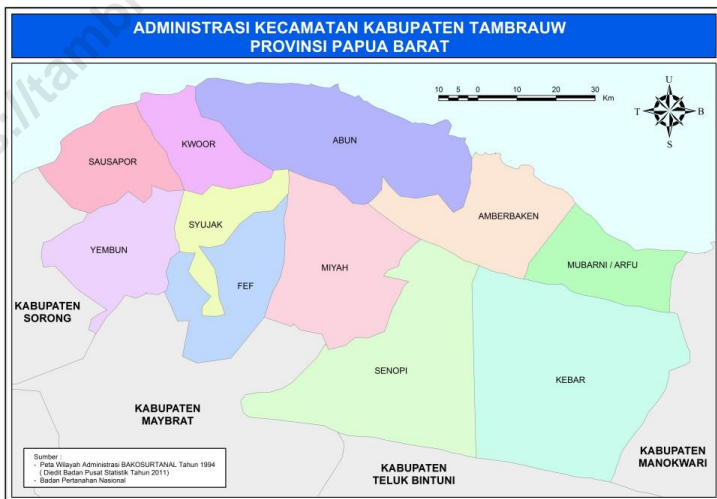 ADMINISTRASI KECAMATAN KABUPATEN TAMBRAUW
PROVINSI PAPUA BARAT
10 5 0 10 20 30
Km
U
T B
S
ABUN
KWOOR
SAUSAPOR
AMBERBAKEN
SYUJAK
YEMBUN
MUBARNI / ARFU
MIYAH
FEF
KABUPATEN
SORONG
SENOPI
KEBAR
KABUPATEN
MAYBRAT
KABUPATEN
MANOKWARI
KABUPATEN
TELUK BINTUNI
Sumber :
- Peta Wilayah Administrasi BAKOSURTANAL Tahun 1994
( Diedit Badan Pusat Statistik Tahun 2011)
- Badan Pertanahan Nasional
s://tambr